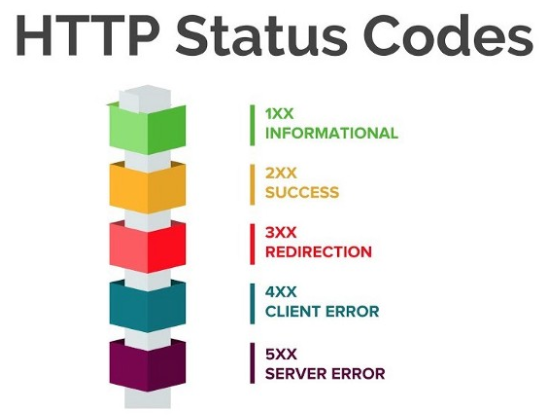 HTTP Status Codes
1XX
INFORMATIONAL
2XX
SUCCESS
3XX
REDIRECTION
4XX
CLIENT ERROR
5XX
SERVER ERROR